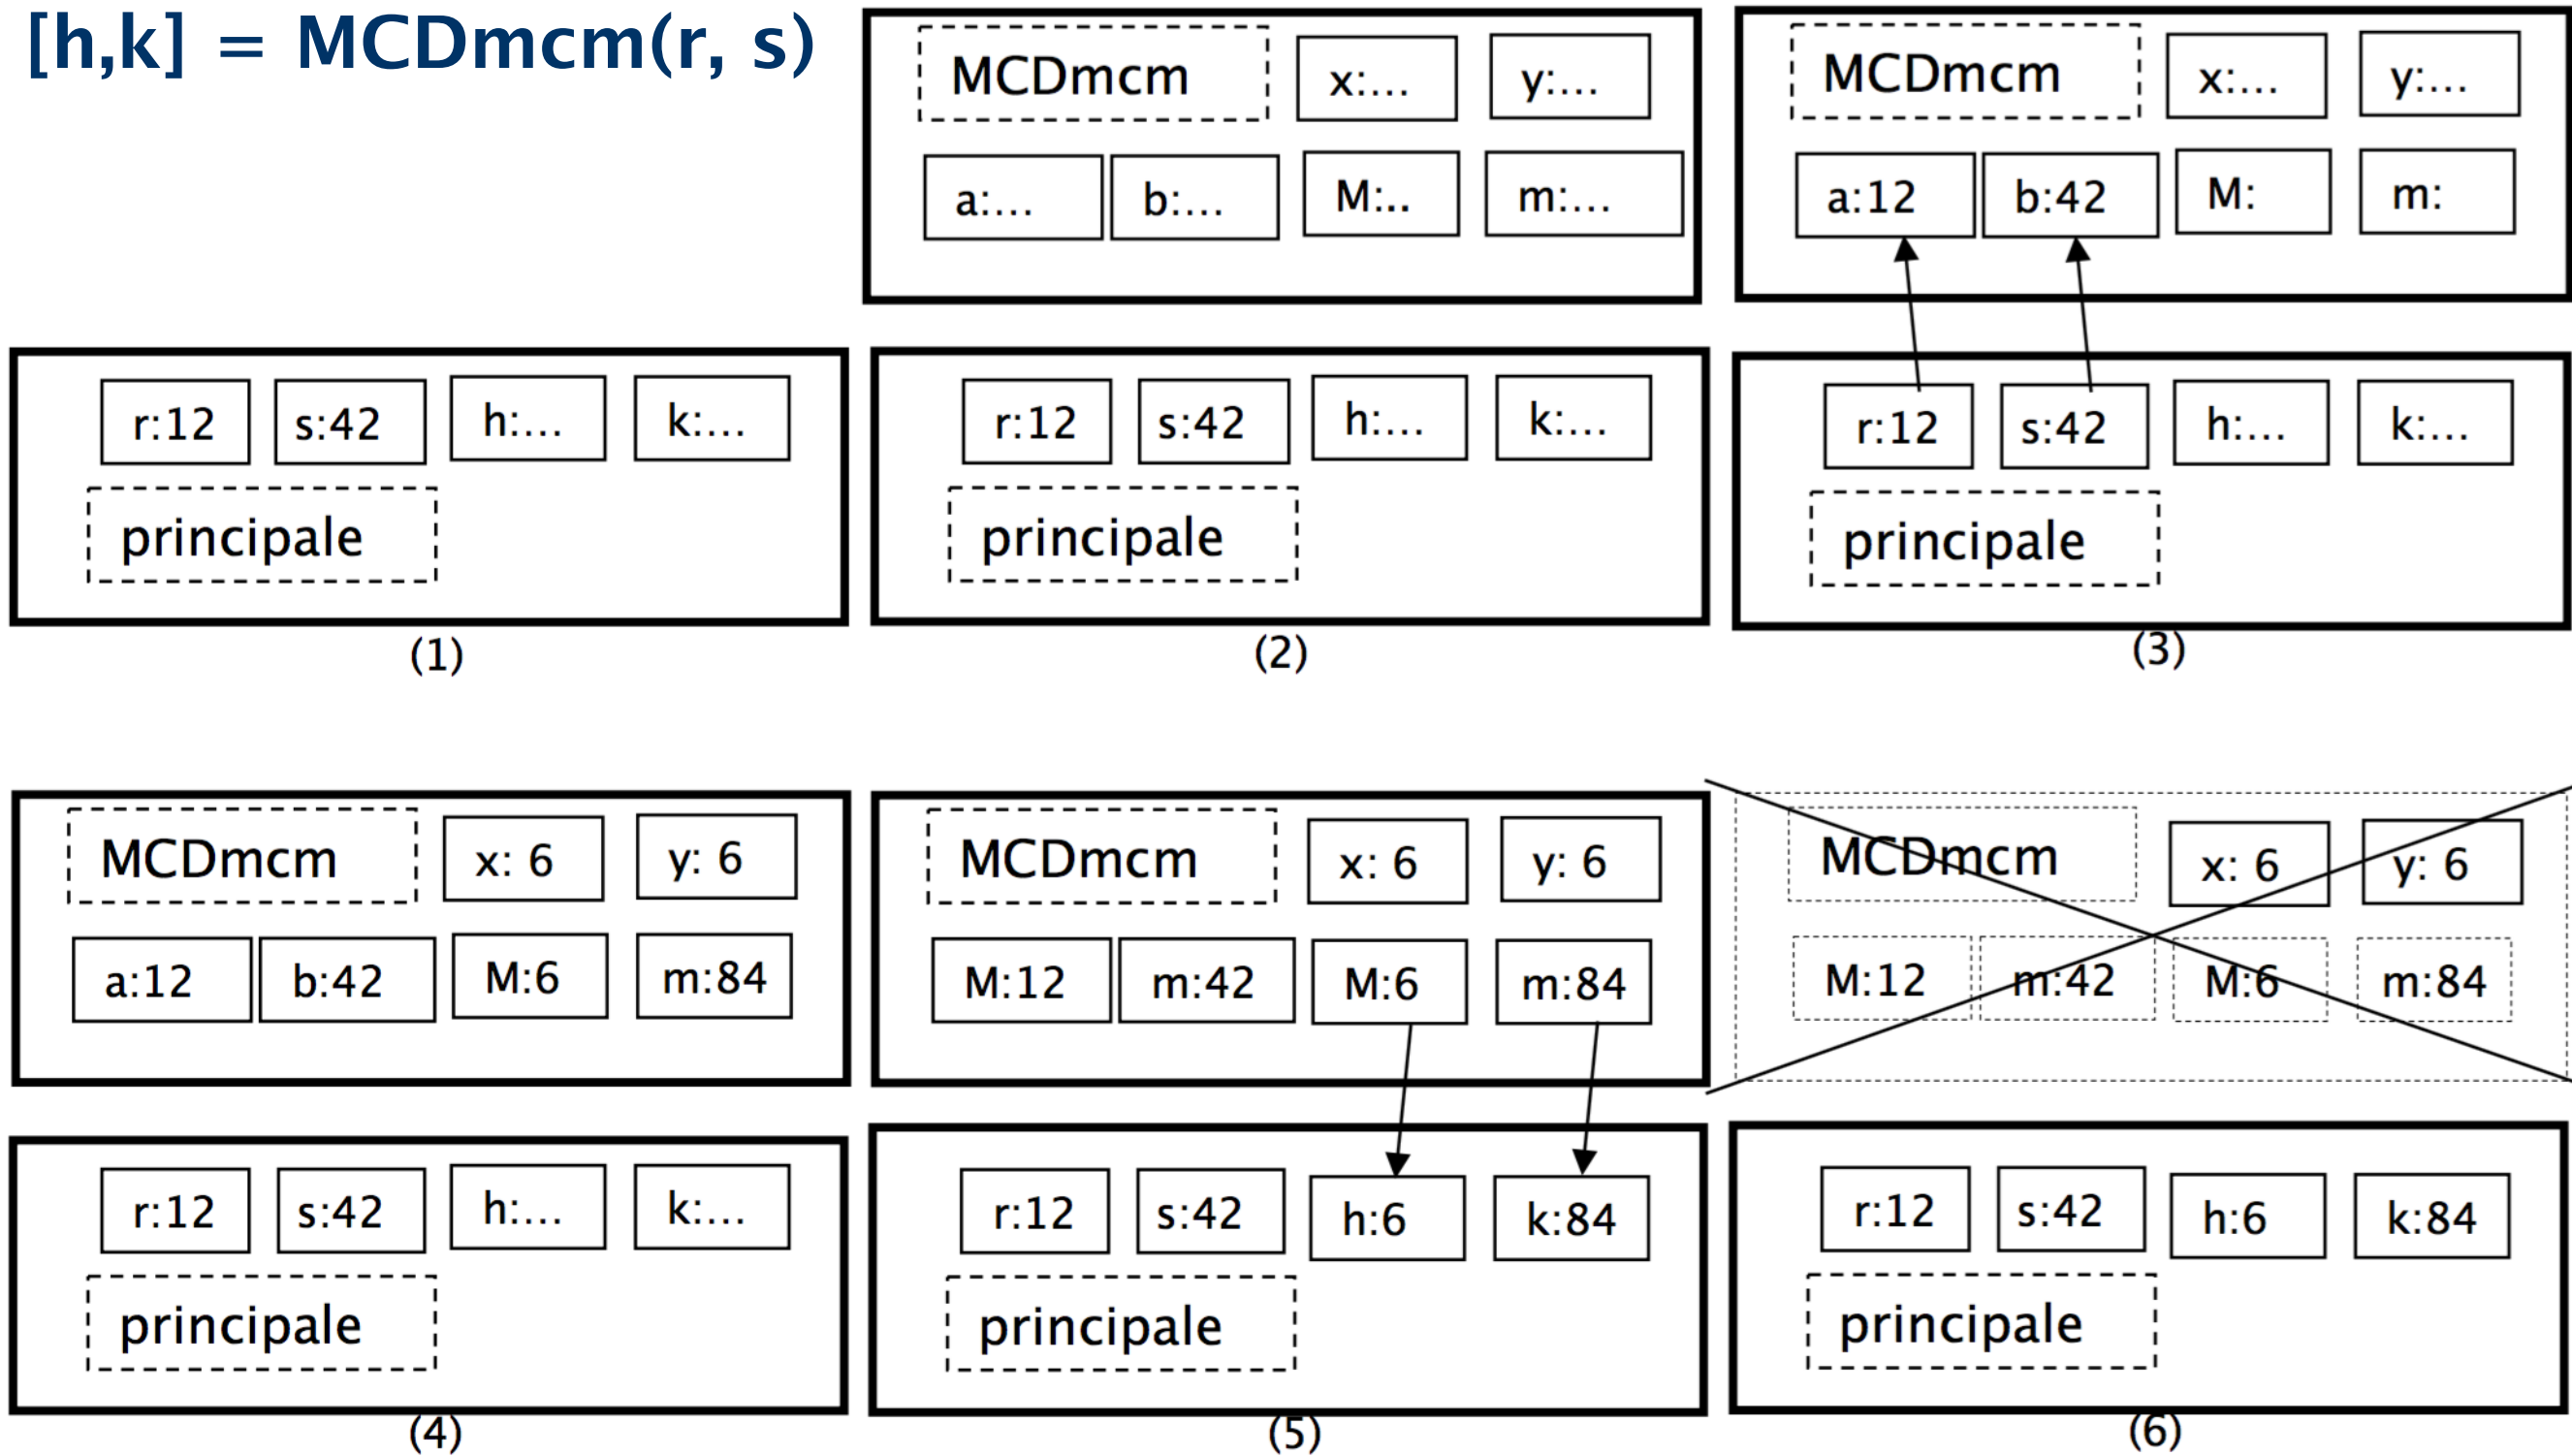 [h,k] = MCDmcm(r, s)
MCDmcm x:... y:...
a:... b:... M:.. m:...
MCDmcm x:... y:...
a:12 b:42 M: m:
r:12 s:42 h:... k:...
principale
(1)
r:12 s:42 h:... k:...
principale
(2)
r:12 s:42 h:... k:...
principale
(3)
MCDmcm x: 6 y: 6
a:12 b:42 M:6 m:84
r:12 s:42 h:... k:...
principale
(4)
MCDmcm x: 6 y: 6
M:12 m:42 M:6 m:84
r:12 s:42 h:6 k:84
principale
(5)
MCDmcm x: 6 y: 6
M:12 m:42 M:6 m:84
r:12 s:42 h:6 k:84
principale
(6)